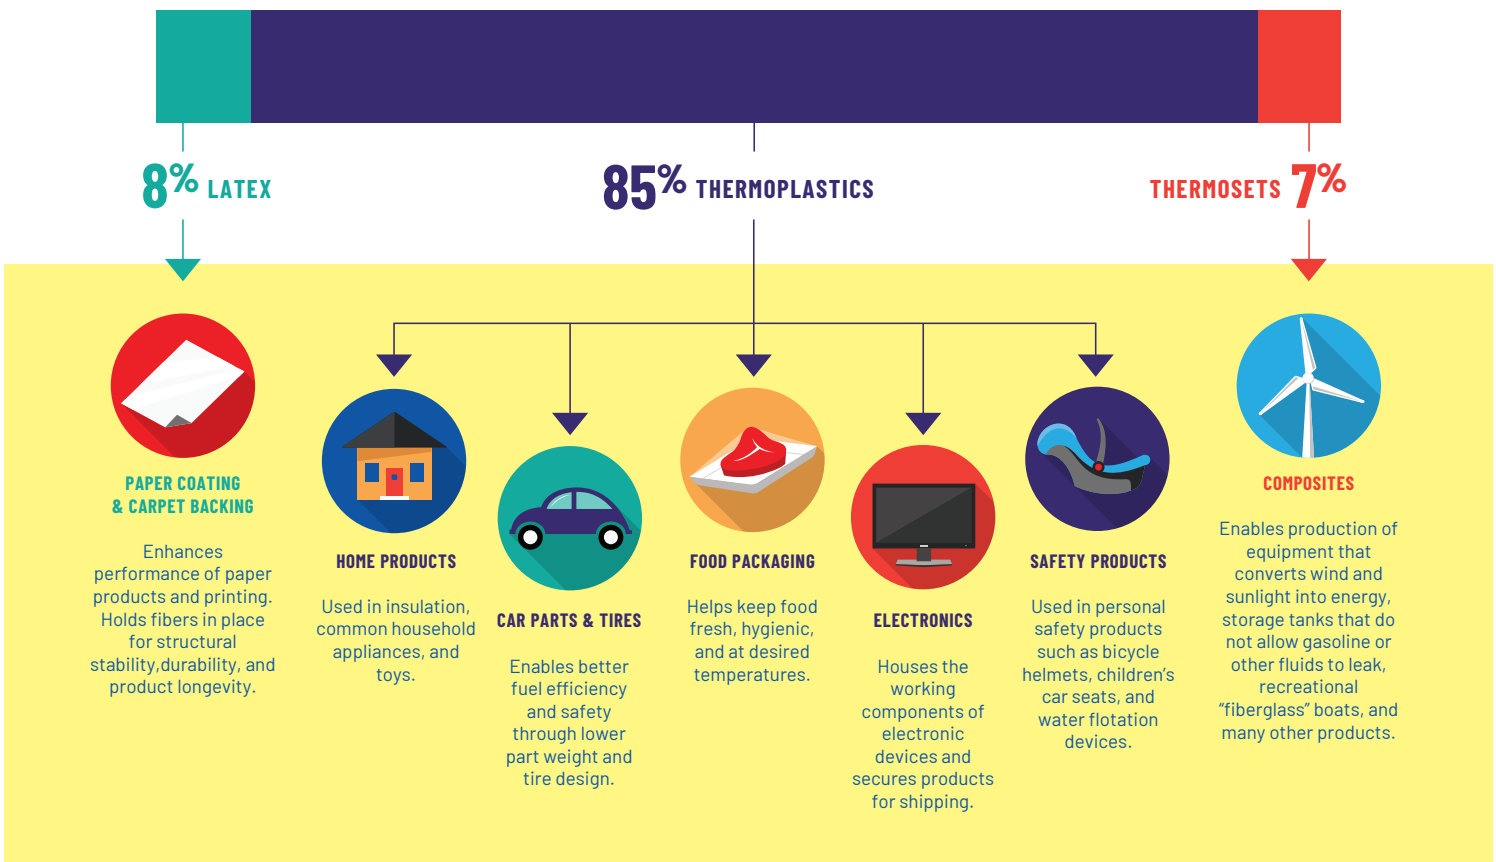 8% LATEX
85% THERMOPLASTICS
THERMOSETS 7%
PAPER COATING
& CARPET BACKING
Enhances
performance of paper
products and printing.
Holds fibers in place
for structural
stability,durability, and
product longevity.
HOME PRODUCTS
Used in insulation,
common household
appliances, and
toys.
CAR PARTS & TIRES
Enables better
fuel efficiency
and safety
through lower
part weight and
tire design.
FOOD PACKAGING
Helps keep food
fresh, hygienic,
and at desired
temperatures.
ELECTRONICS
Houses the
working
components of
electronic
devices and
secures products
for shipping.
SAFETY PRODUCTS
Used in personal
safety products
such as bicycle
helmets, children’s
car seats, and
water flotation
devices.
COMPOSITES
Enables production of
equipment that
converts wind and
sunlight into energy,
storage tanks that do
not allow gasoline or
other fluids to leak,
recreational
“fiberglass” boats, and
many other products.